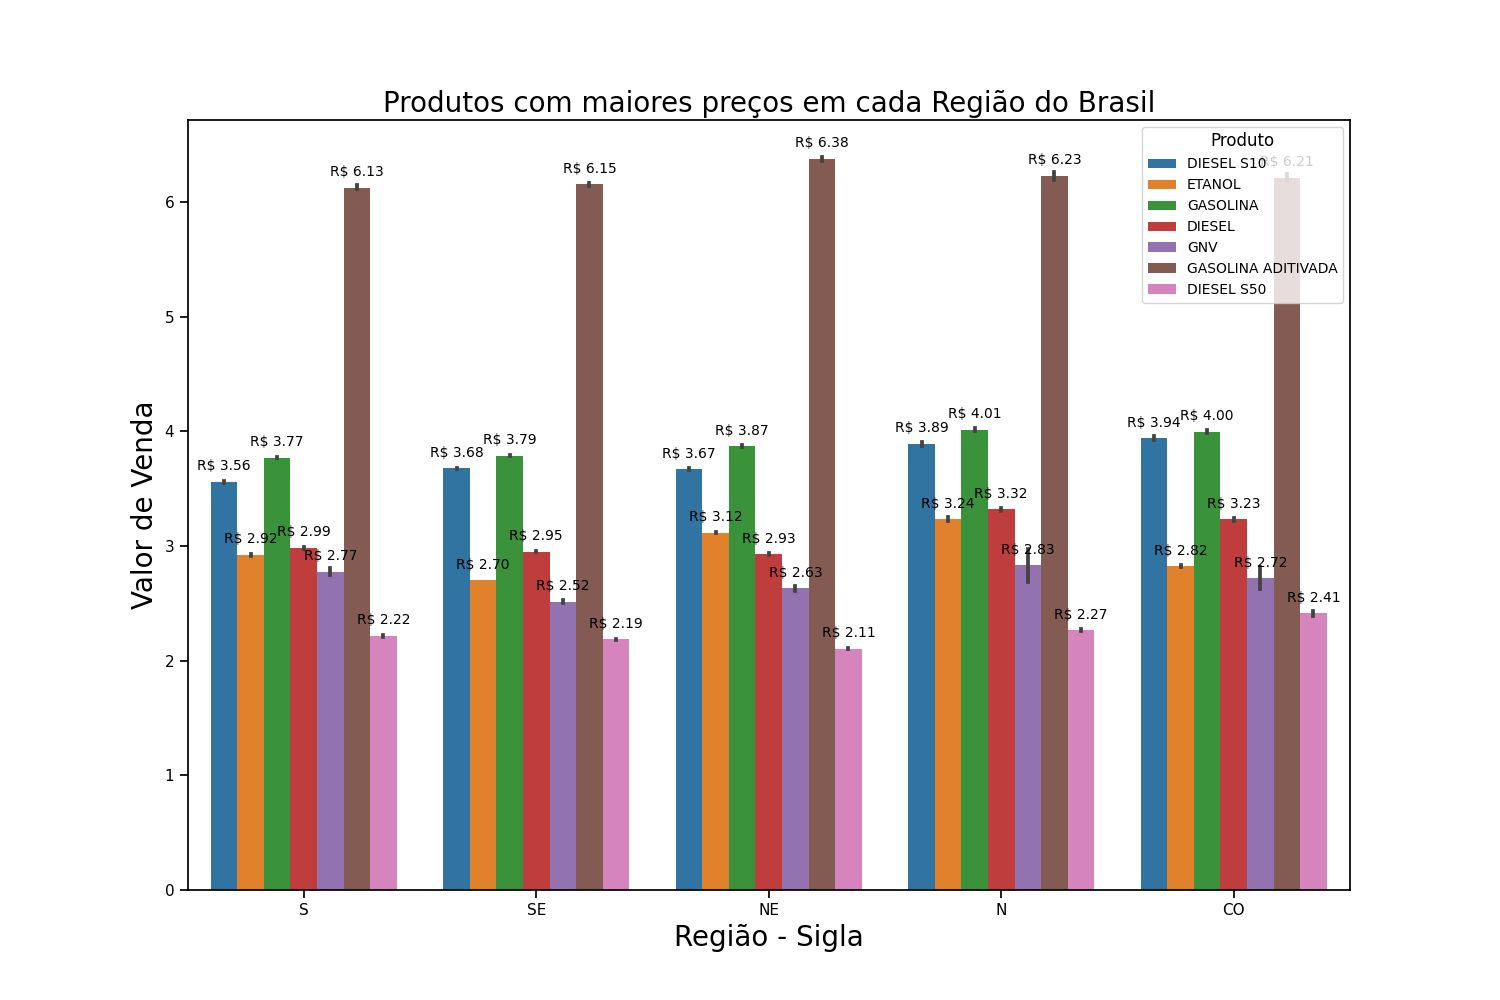 Produtos com maiores preços em cada Região do Brasil
Produto
DIESEL S10
ETANOL
GASOLINA
DIESEL
GNV
GASOLINA ADITIVADA
DIESEL S50
Valor de Venda
6
5
4
3
2
1
0
R$ 3.56
R$ 2.92
R$ 3.77
R$ 2.99
R$ 2.77
R$ 6.13
R$ 2.22
R$ 3.68
R$ 2.70
R$ 3.79
R$ 2.95
R$ 2.52
R$ 6.15
R$ 2.19
R$ 3.67
R$ 3.12
R$ 3.87
R$ 2.93
R$ 2.63
R$ 6.38
R$ 2.11
R$ 3.89
R$ 3.24
R$ 4.01
R$ 3.32
R$ 2.83
R$ 6.23
R$ 2.27
R$ 3.94
R$ 2.82
R$ 4.00
R$ 3.23
R$ 2.72
R$ 6.21
R$ 2.41
S
SE
NE
N
CO
Região - Sigla